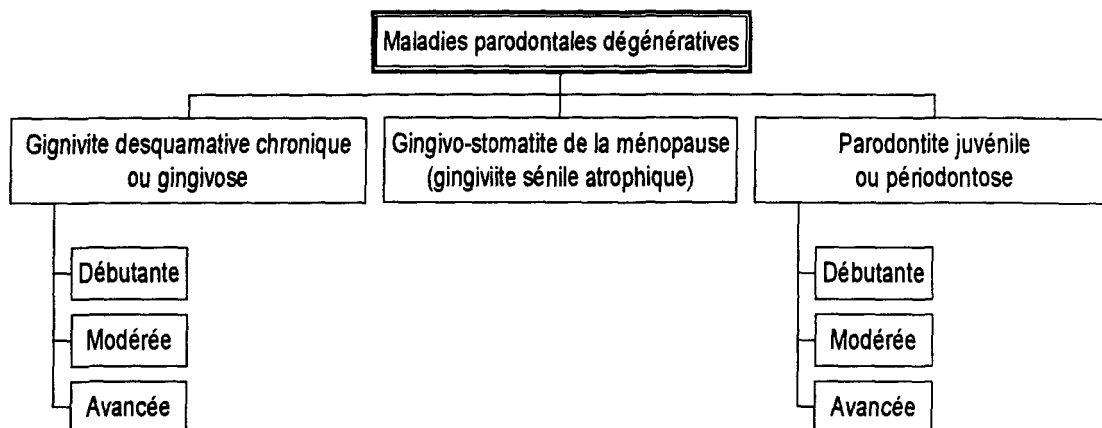 Maladies parodontales dégénératives
Gignivite desquamative chronique
ou gingivose
Gingivo-stomatite de la ménopause
(gingiviite sénile atrophique)
Parodontite juvénile
ou périodontose
Débutante
Modérée
Avancée
Débutante
Modérée
Avancée